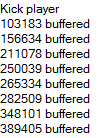 Kick player
103183 buffered
156634 buffered
211078 buffered
250039 buffered
265334 buffered
282509 buffered
348101 buffered
389405 buffered